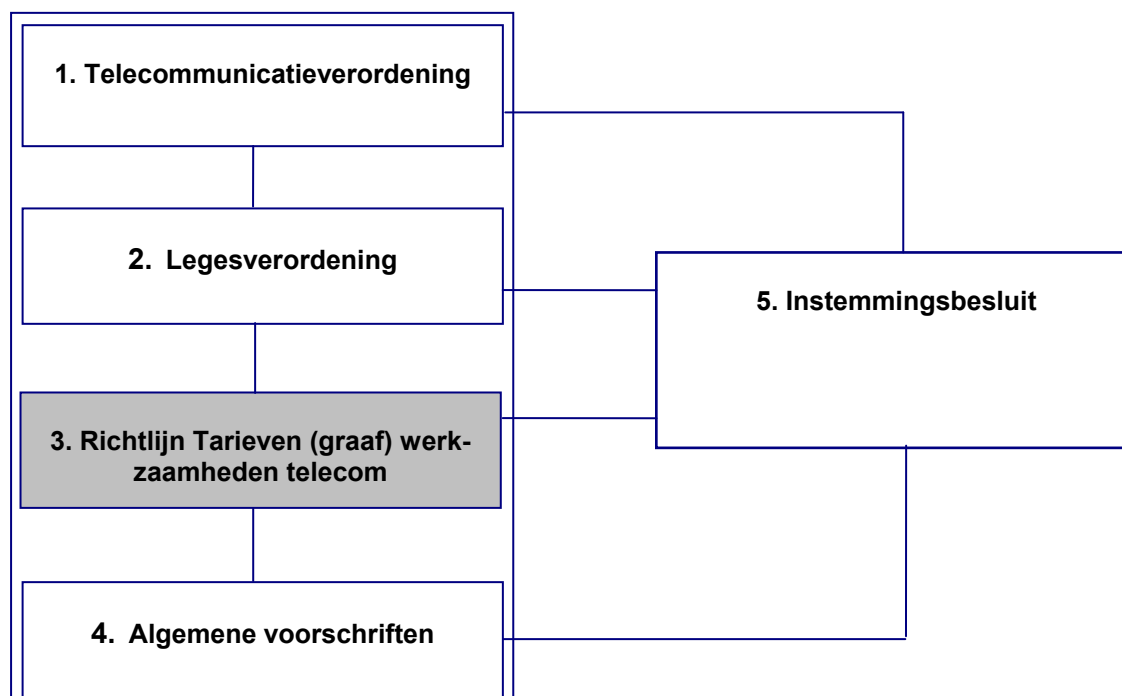 1. Telecommunicatieverordening
2. Legesverordening
3. Richtlijn Tarieven (graaf) werk-
zaamheden telecom
4. Algemene voorschriften
5. Instemmingsbesluit